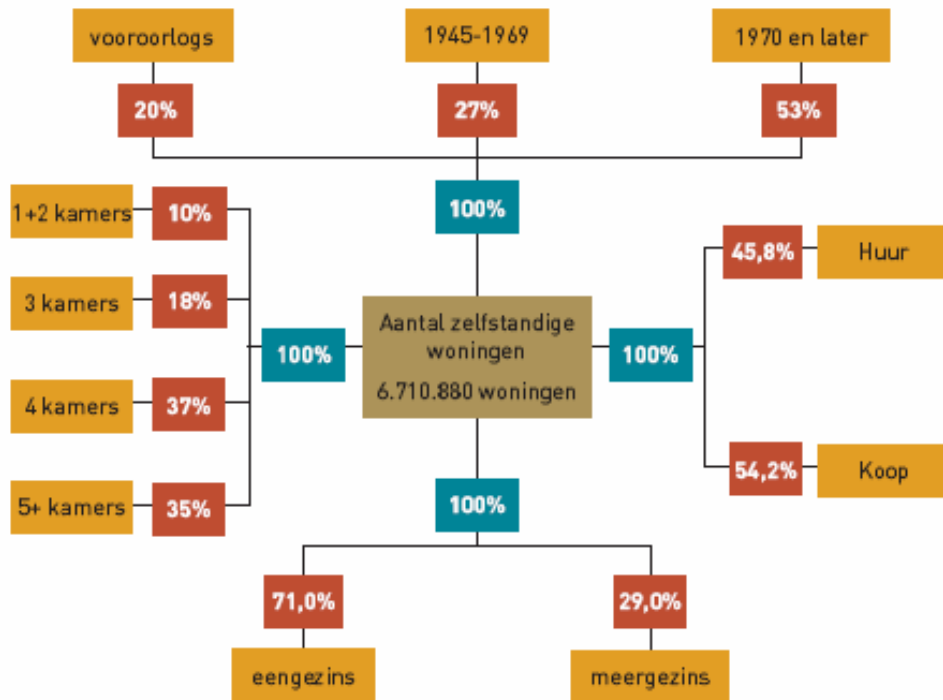 vooroorlogs
1945-1969
1970 en later
20%
27%
53%
100%
1+2 kamers
10%
3 kamers
18%
4 kamers
37%
5+ kamers
35%
100%
Aantal zelfstandige
woningen
6.710.880 woningen
100%
45,8%
Huur
54,2%
Koop
100%
71,0%
29,0%
eengezins
meergezins